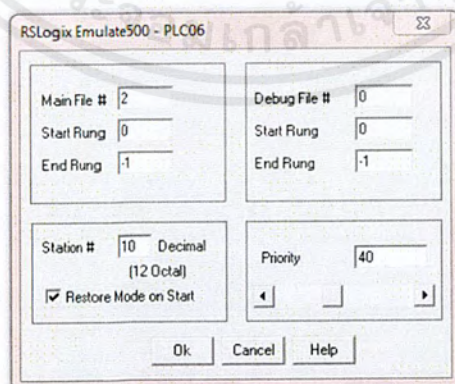 RSLogix Emulate500 - PLC06
Main File # 2
Start Rung 0
End Rung -1
Debug File # 0
Start Rung 0
End Rung -1
Station # 10 Decimal
(12 Octal)
Restore Mode on Start
Priority 40
Ok Cancel Help